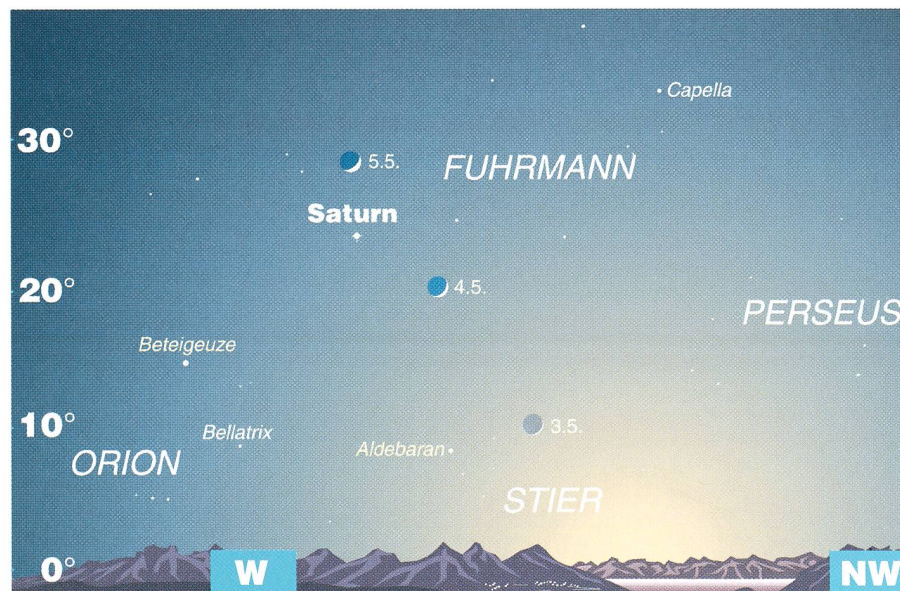 Capella
30°
5.5.
FUHRMANN
Saturn
20°
4.5.
PERSEUS
Beteigeuze
10°
3.5.
Bellatrix
Aldebaran
ORION
STIER
0°
W
NW